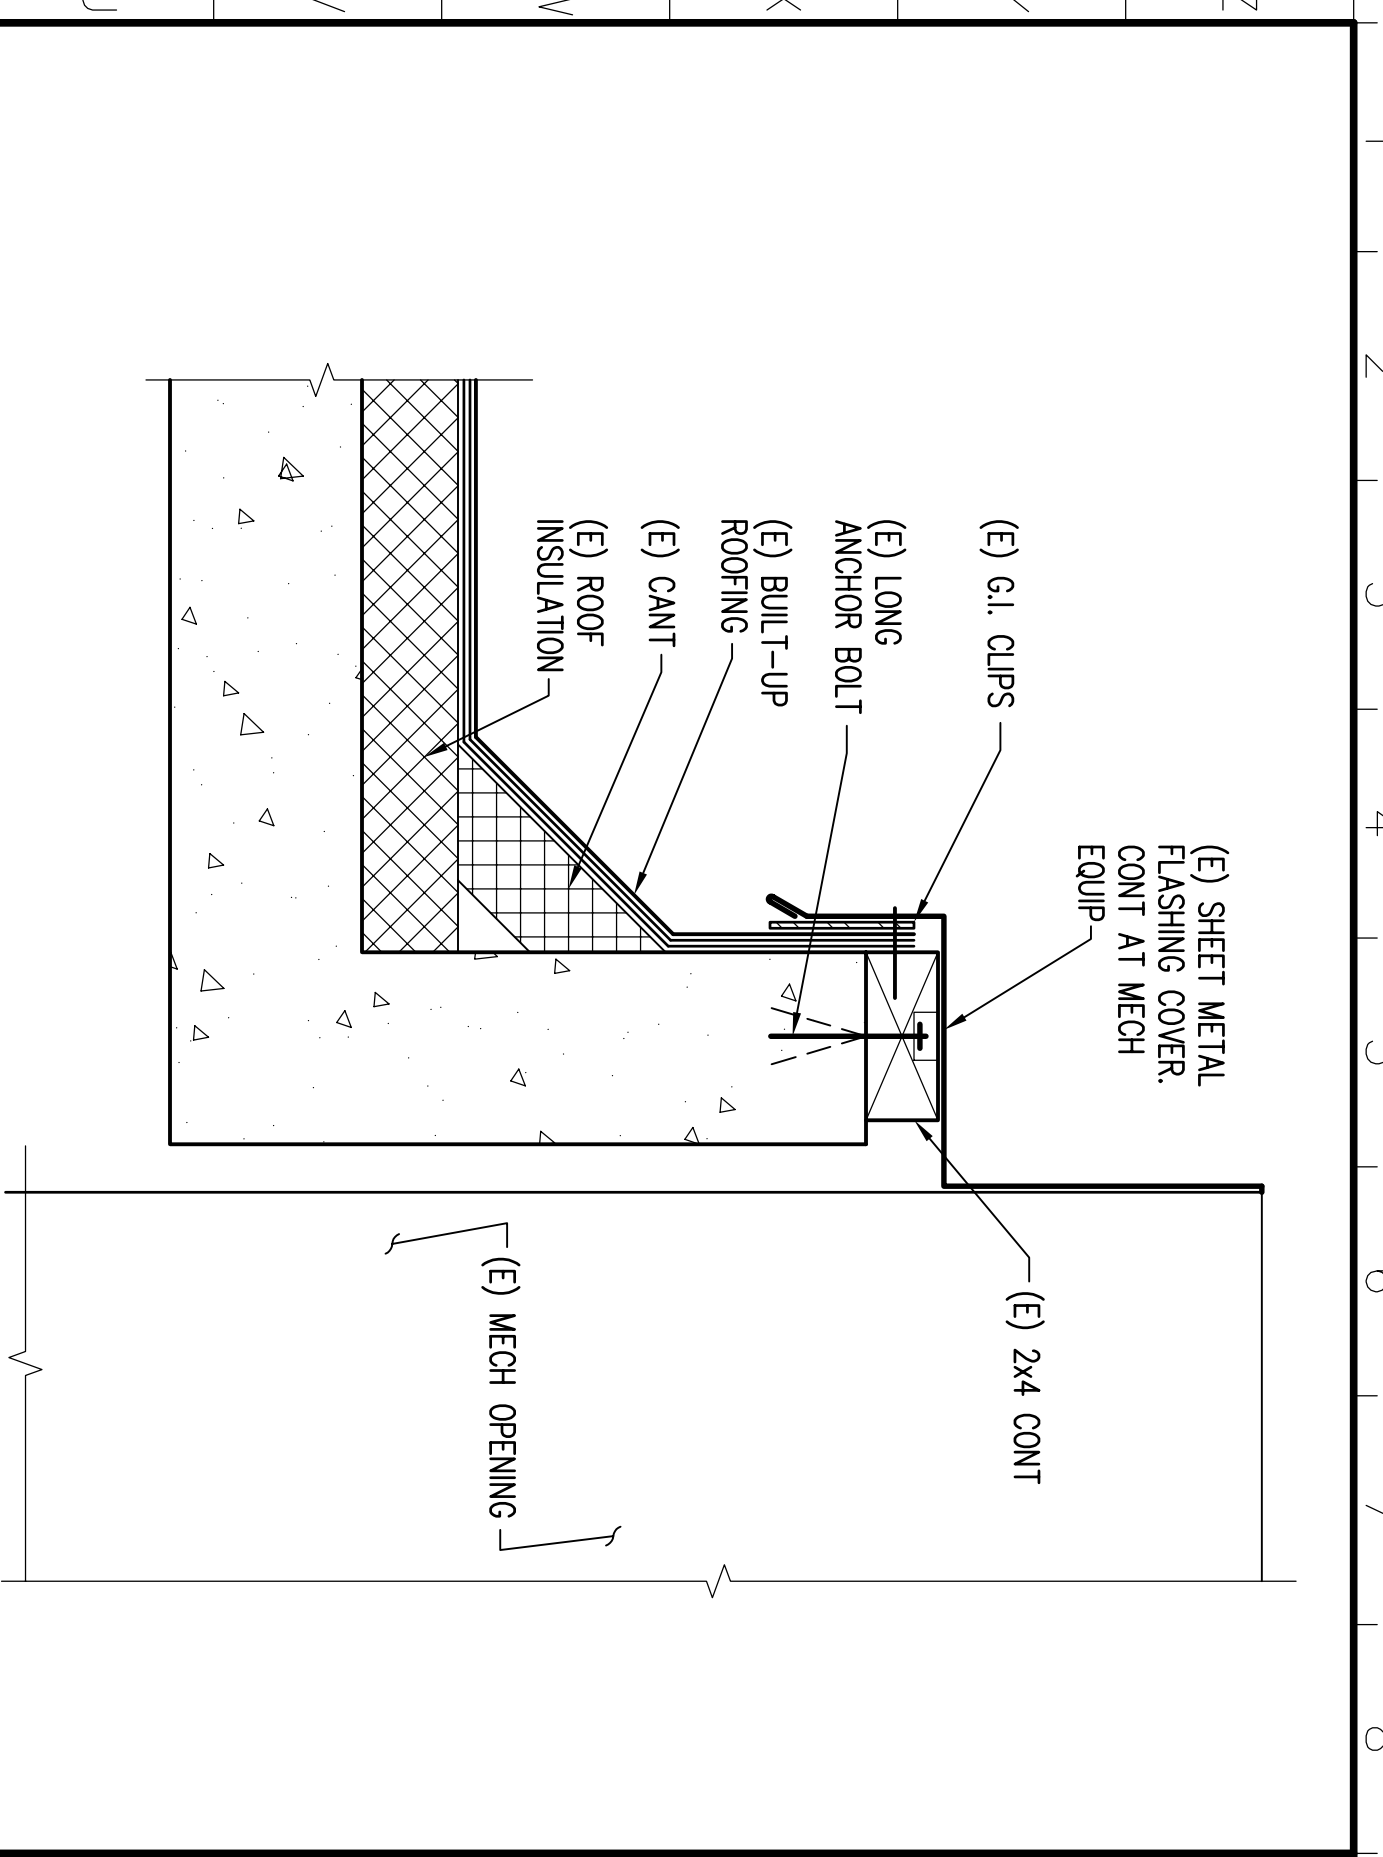 (E) SHEET METAL
FLASHING COVER.
CONT AT MECH
EQUIP
(E) G.I. CLIPS
(E) LONG
ANCHOR BOLT
(E) BUILT-UP
ROOFING
(E) CANT
(E) ROOF
INSULATION
(E) 2x4 CONT
(E) MECH OPENING